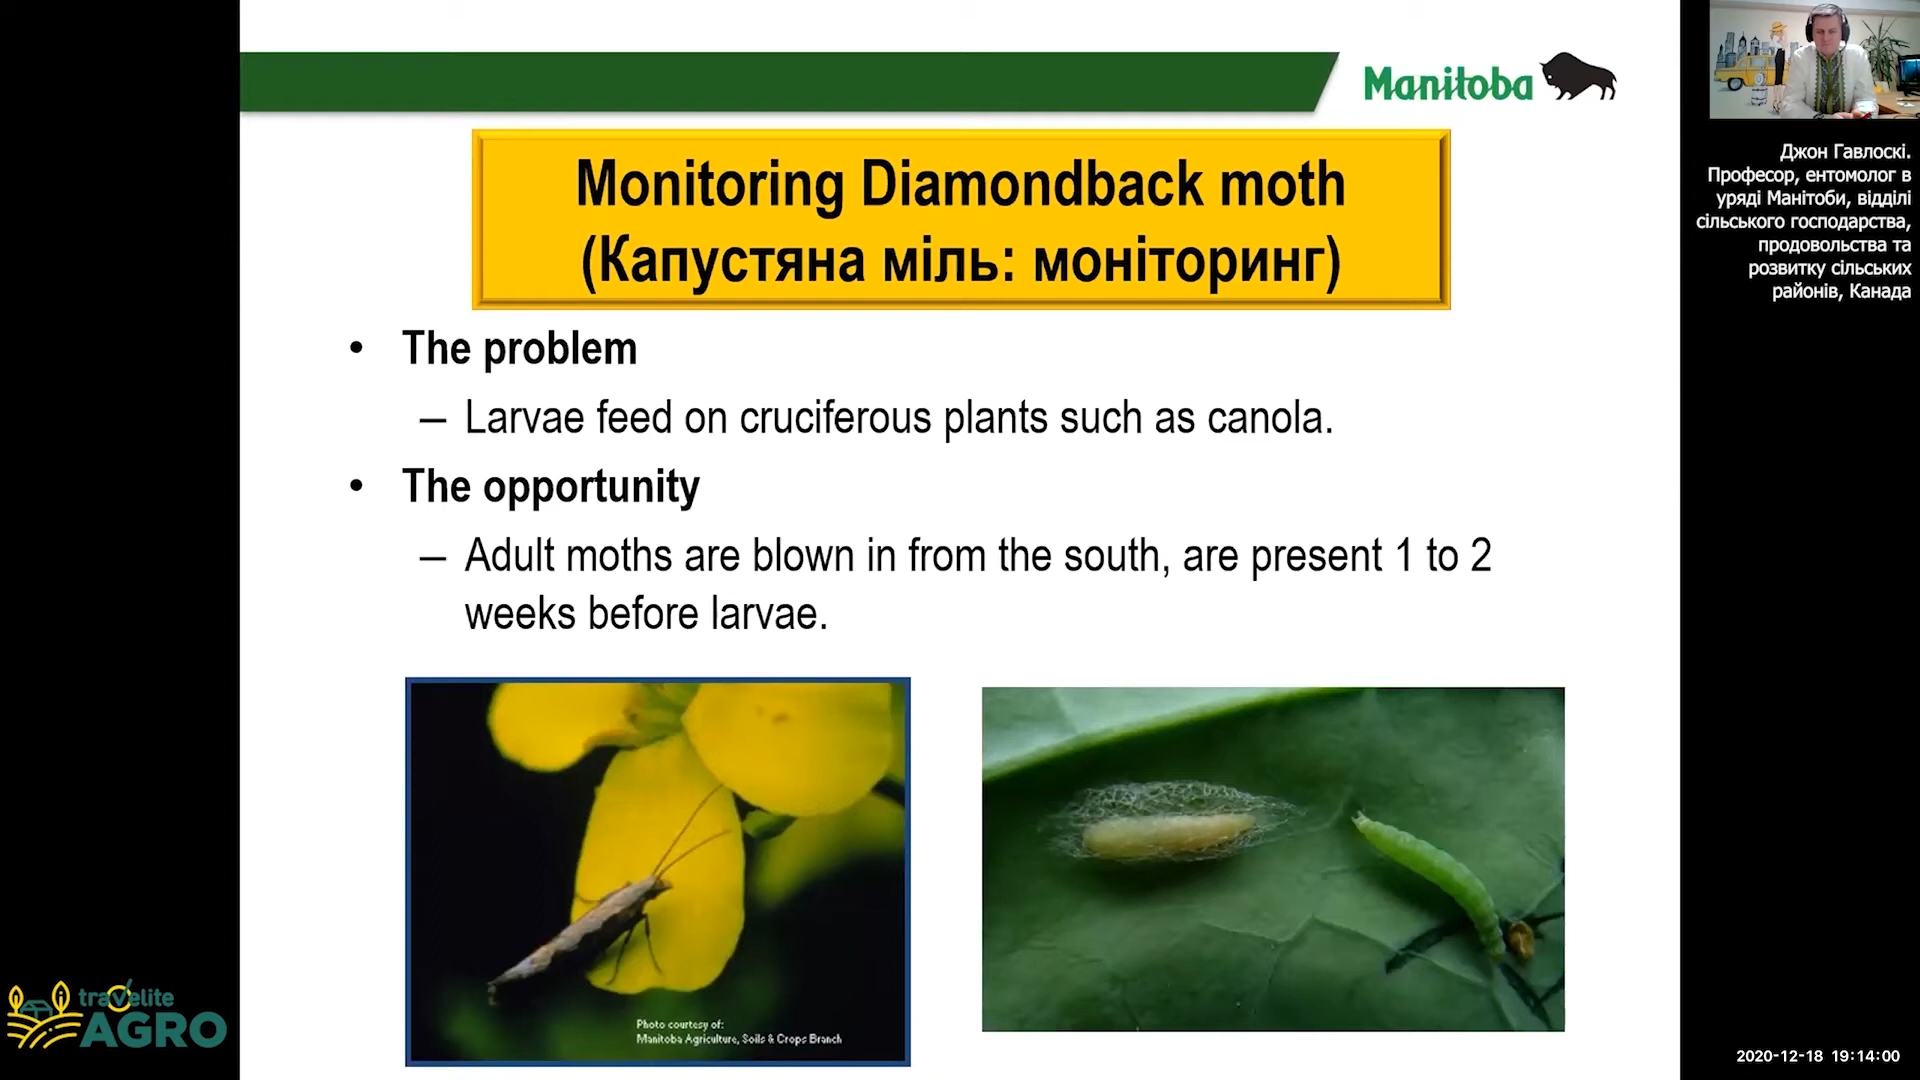 Manitoba
Monitoring Diamondback moth
(Капустяна міль: моніторинг)
• The problem
– Larvae feed on cruciferous plants such as canola.
• The opportunity
– Adult moths are blown in from the south, are present 1 to 2
weeks before larvae.
Photo courtesy of:
Manitoba Agriculture, Soils & Crops Branch
Джон Гавлоскі.
Професор, ентомолог в
уряді Манітоби, відділі
сільського господарства,
продовольства та
розвитку сільських
районів, Канада
travelite
AGRO
2020-12-18 19:14:00